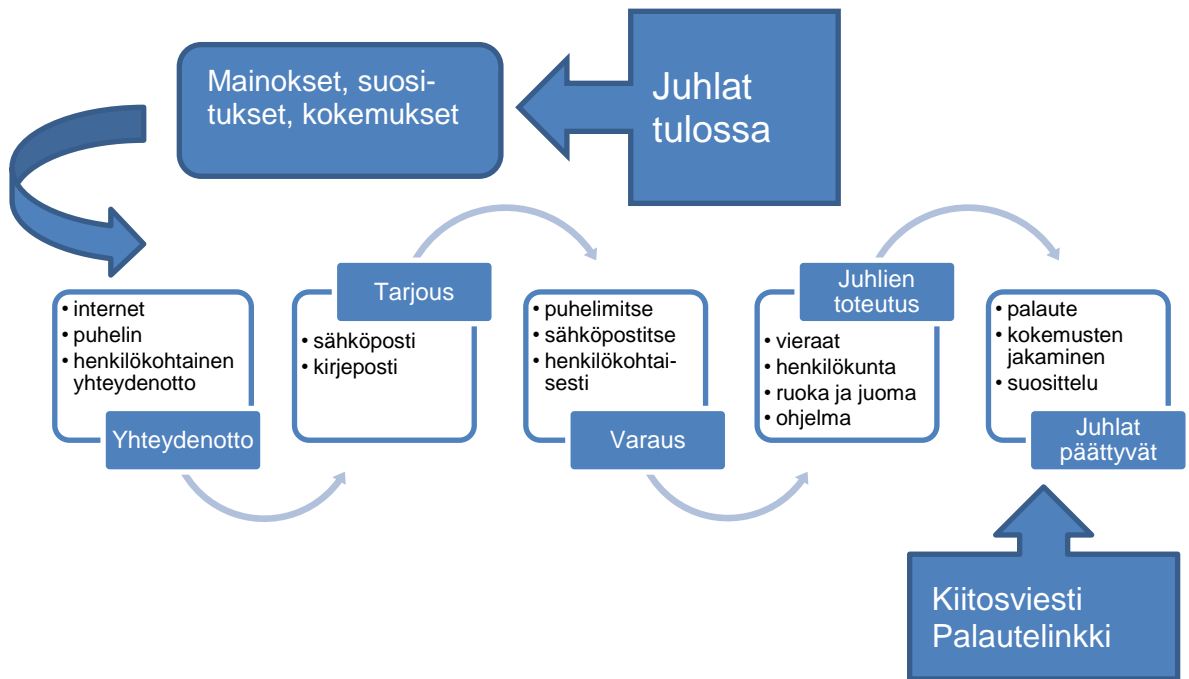 Juhlat
tulossa
Mainokset, suosi-
tukset, kokemukset
• internet
• puhelin
• henkilökohtainen
yhteydenotto
Yhteydenotto
Tarjous
• sähköposti
• kirjeposti
• puhelimitse
• sähköpostitse
• henkilökohtai-
sesti
Varaus
Juhlien
toteutus
• vieraat
• henkilökunta
• ruoka ja juoma
• ohjelma
• palaute
• kokemusten
jakaminen
• suosittelu
Juhlat
päättyvät
Kiitosviesti
Palautelinkki